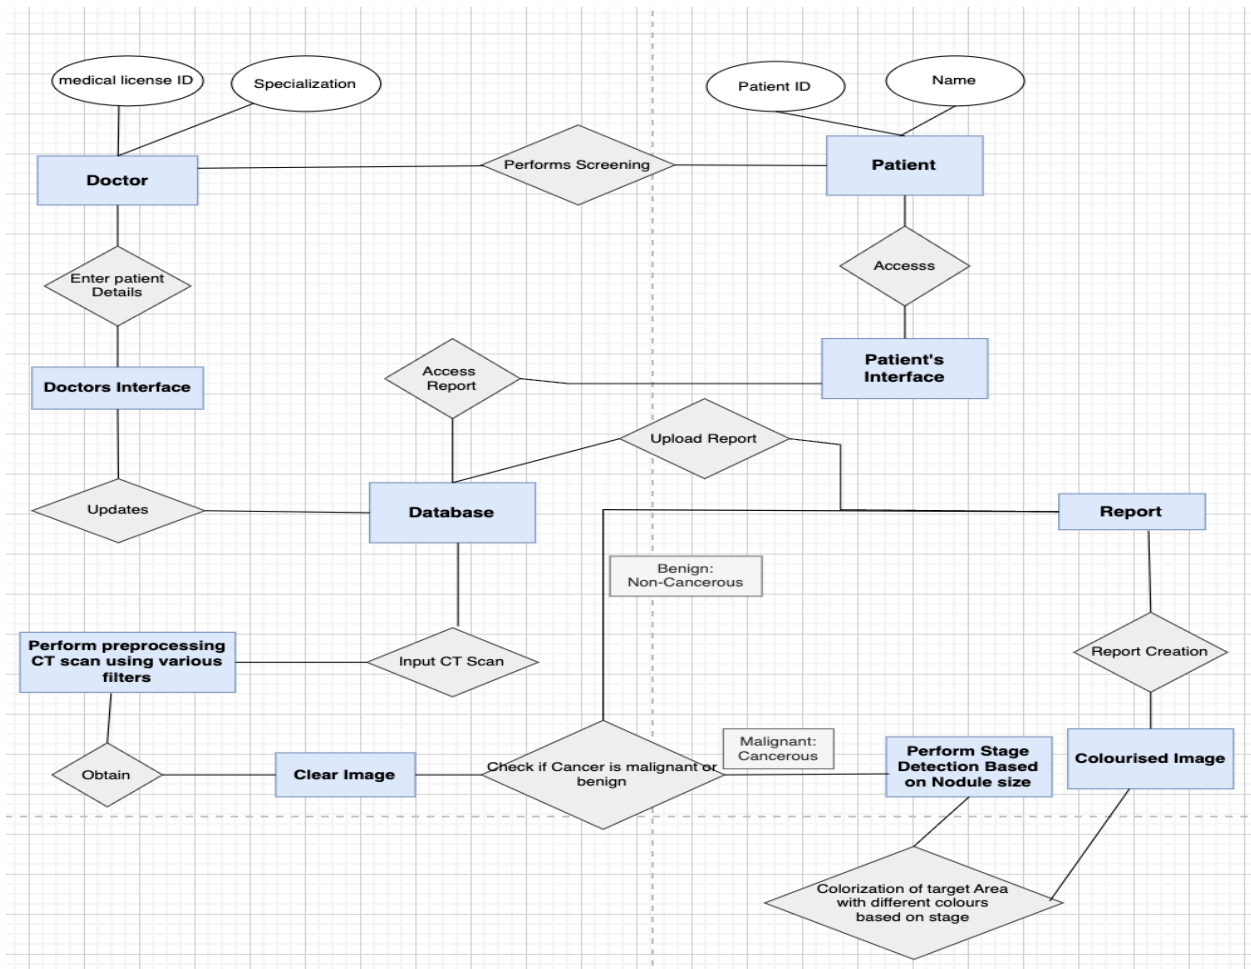 medical license ID
Specialization
Patient ID
Name
Doctor
Performs Screening
Patient
Enter patient
Details
Accesss
Doctors Interface
Access
Report
Patient's
Interface
Upload Report
Updates
Database
Report
Benign:
Non-Cancerous
Perform preprocessing
CT scan using various
filters
Input CT Scan
Report Creation
Obtain
Clear Image
Check if Cancer is malignant or
benign
Malignant:
Cancerous
Perform Stage
Detection Based
on Nodule size
Colourised Image
Colorization of target Area
with different colours
based on stage